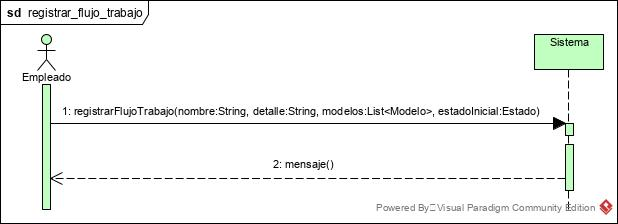 sd registrar_flujo_trabajo
Sistema
Empleado
1: registrarFlujoTrabajo(nombre:String, detalle:String, modelos:List<Modelo>, estadoInicial:Estado)
2: mensaje()
Powered By Visual Paradigm Community Edition